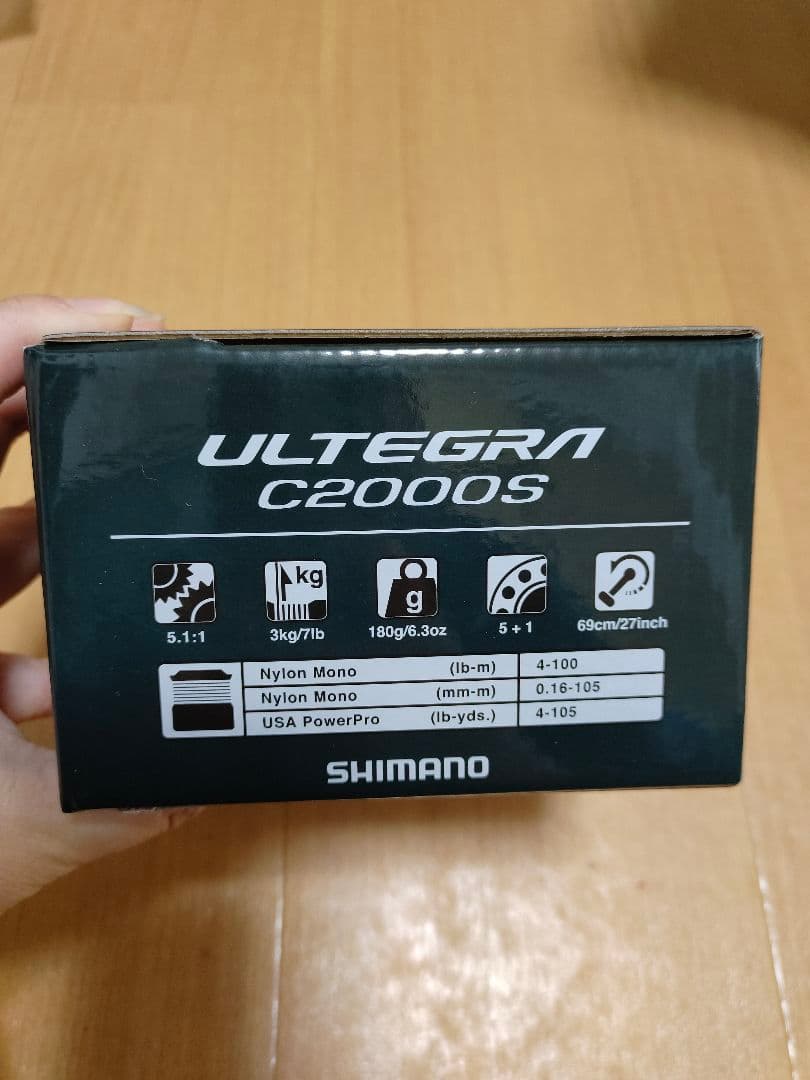 ULTEGRA
C2000S
kg
g
5.1:1
3kg/7lb
180g/6.3oz
5 + 1
69cm/27inch
Nylon Mono (lb-m) 4-100
Nylon Mono (mm-m) 0.16-105
USA PowerPro (lb-yds.) 4-105
SHIMANO